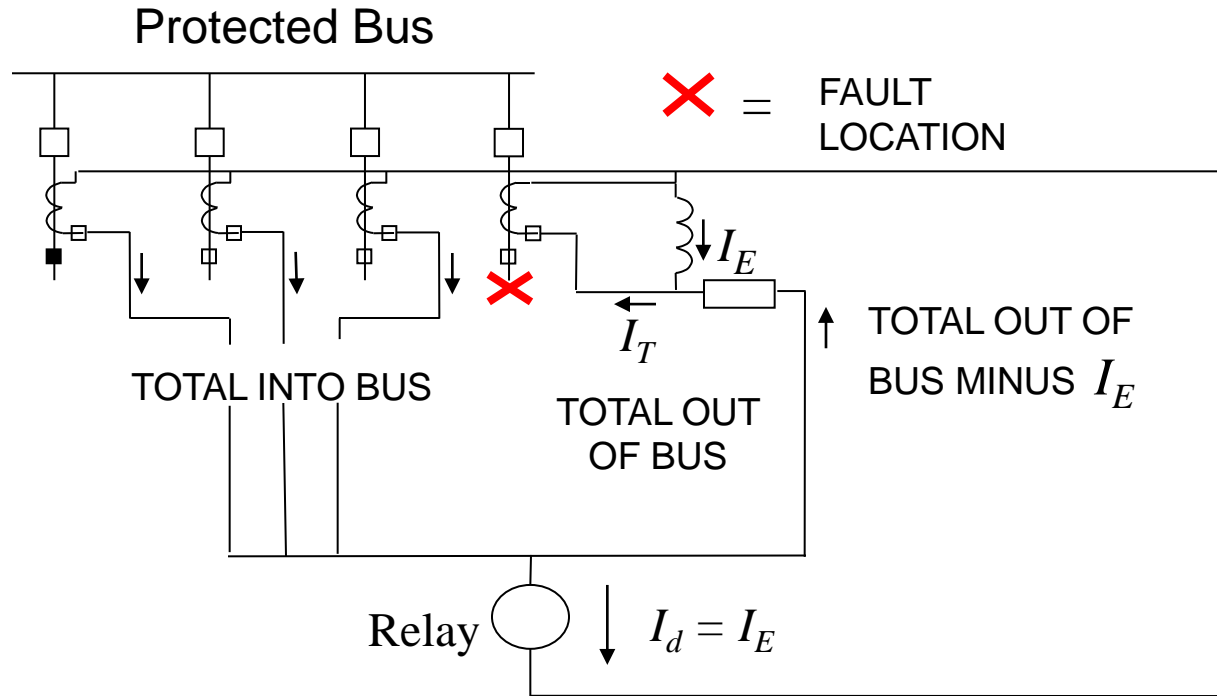 Protected Bus
= FAULT
LOCATION
I_E
I_T
TOTAL INTO BUS
TOTAL OUT
OF BUS
TOTAL OUT OF
BUS MINUS I_E
Relay
I_d = I_E